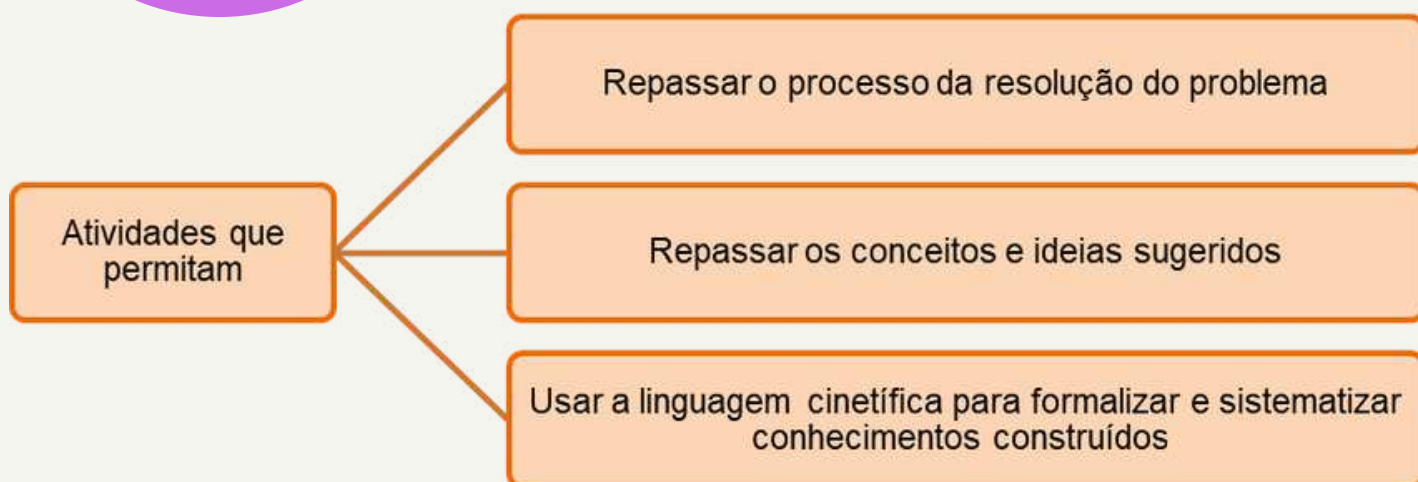 Repassar o processo da resolução do problema
Atividades que
permitam
Repassar os conceitos e ideias sugeridos
Usar a linguagem cinetífica para formalizar e sistematizar
conhecimentos construídos